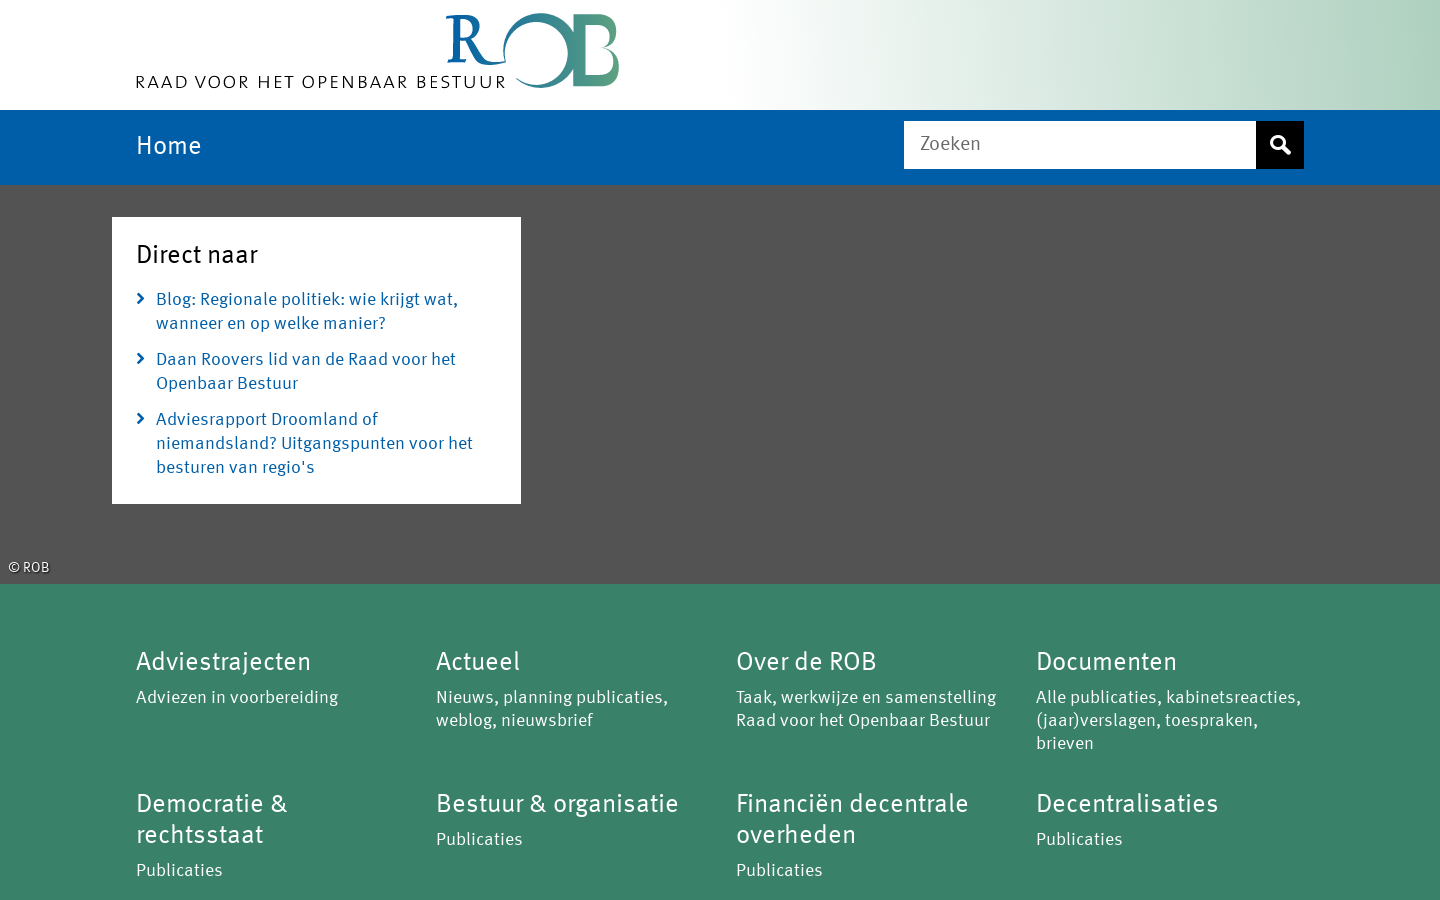 ROB
RAAD VOOR HET OPENBAAR BESTUUR
Home
Zoeken
Direct naar
Blog: Regionale politiek: wie krijgt wat,
wanneer en op welke manier?
Daan Roovers lid van de Raad voor het
Openbaar Bestuur
Adviesrapport Droomland of
niemandsland? Uitgangspunten voor het
besturen van regio's
© ROB
Adviestrajecten
Adviezen in voorbereiding
Actueel
Nieuws, planning publicaties,
weblog, nieuwsbrief
Over de ROB
Taak, werkwijze en samenstelling
Raad voor het Openbaar Bestuur
Documenten
Alle publicaties, kabinetsreacties,
(jaar)verslagen, toespraken,
brieven
Democratie &
rechtsstaat
Publicaties
Bestuur & organisatie
Publicaties
Financiën decentrale
overheden
Publicaties
Decentralisaties
Publicaties